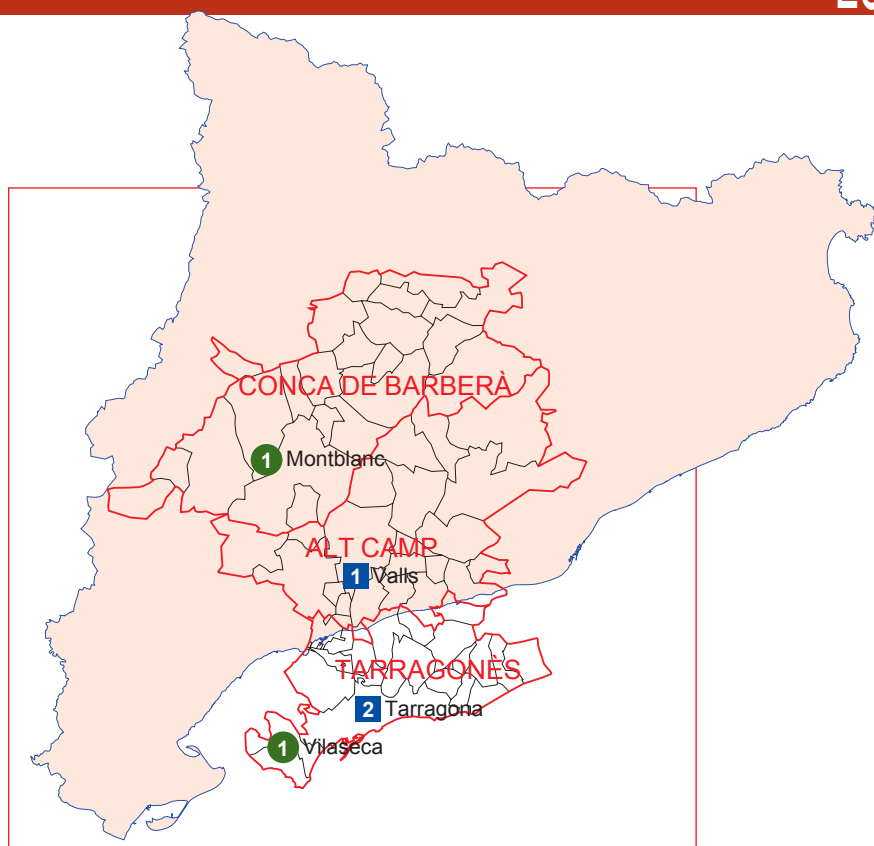 CONCA DE BARBERÀ
1 Montblanc
ALT CAMP
1 Valls
TARRAGONÈS
2 Tarragona
1 Vilaseca